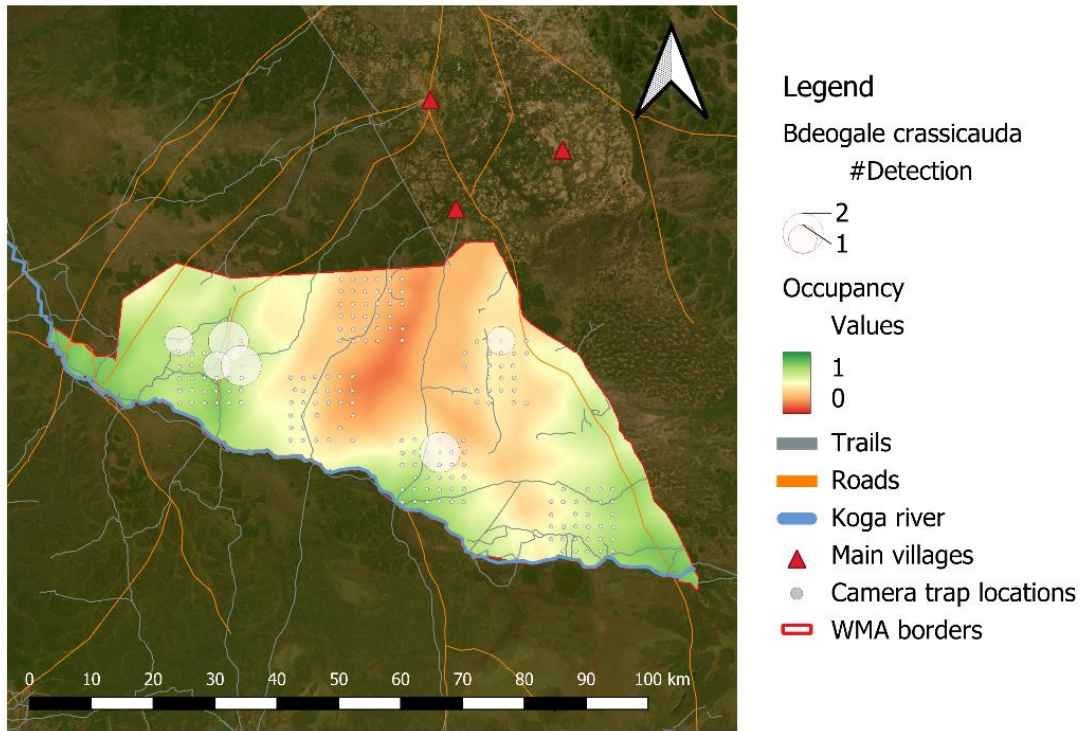 Legend
Bdeogale crassicauda
#Detection
2
1
Occupancy
Values
1
0
Trails
Roads
Koga river
Main villages
Camera trap locations
WMA borders
0 10 20 30 40 50 60 70 80 90 100 km